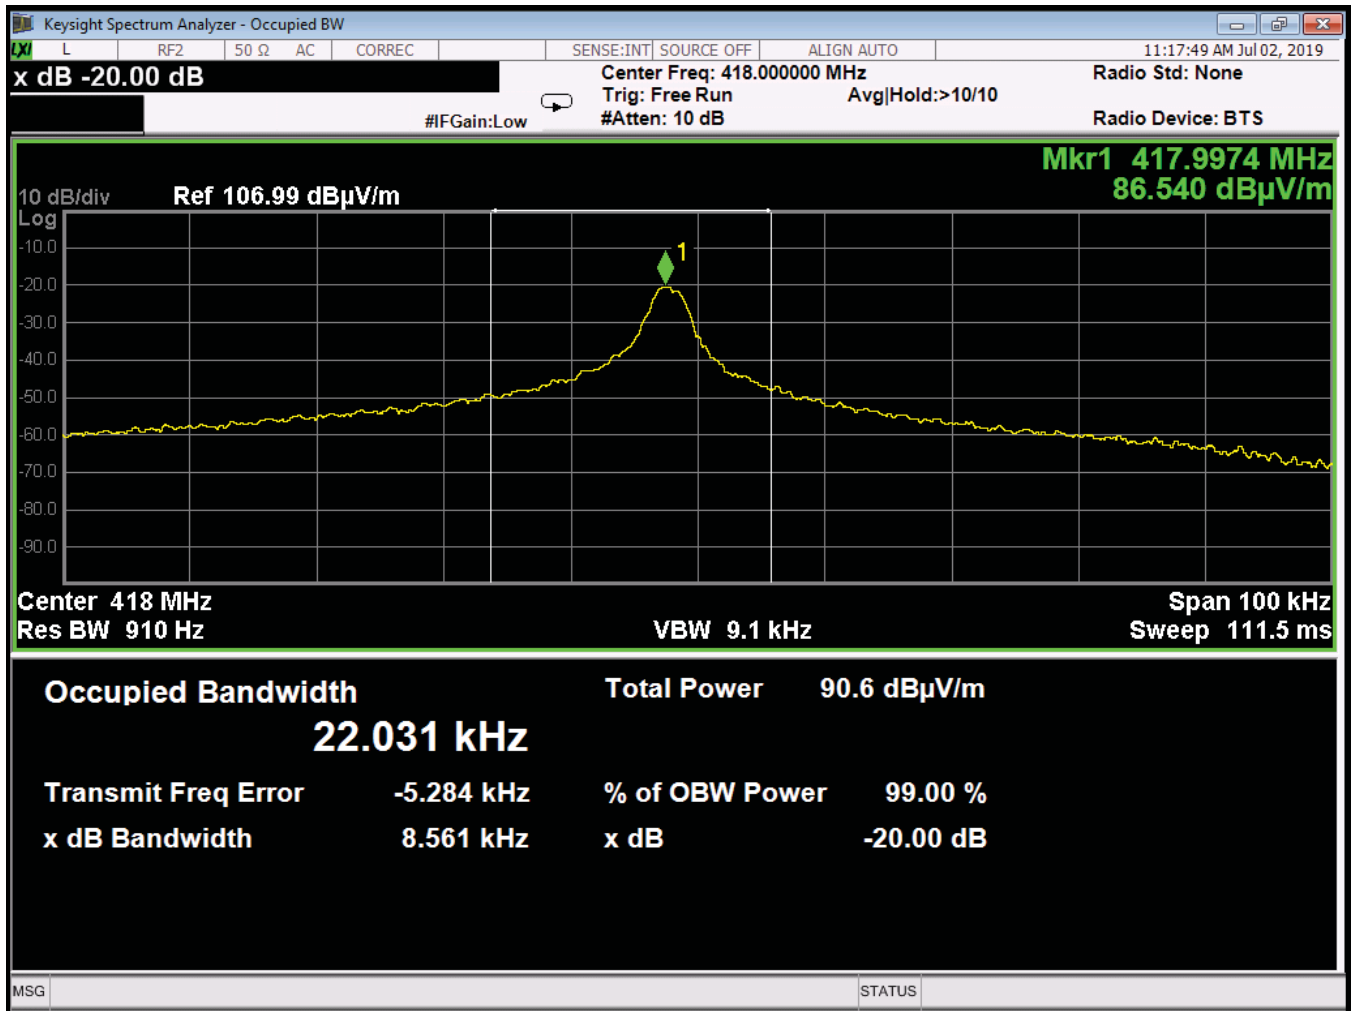 Keysight Spectrum Analyzer - Occupied BW
LXI L RF2 50 Ω AC CORREC SENSE:INT SOURCE OFF ALIGN AUTO 11:17:49 AM Jul 02, 2019
x dB -20.00 dB
Center Freq: 418.000000 MHz
Radio Std: None
Trig: Free Run Avg|Hold:>10/10
#IFGain:Low
#Atten: 10 dB
Radio Device: BTS
Mkr1 417.9974 MHz
86.540 dBµV/m
10 dB/div Ref 106.99 dBµV/m
Log
-10.0
-20.0
-30.0
-40.0
-50.0
-60.0
-70.0
-80.0
-90.0
1
Center 418 MHz Span 100 kHz
Res BW 910 Hz VBW 9.1 kHz Sweep 111.5 ms
Occupied Bandwidth Total Power 90.6 dBµV/m
22.031 kHz
Transmit Freq Error -5.284 kHz % of OBW Power 99.00 %
x dB Bandwidth 8.561 kHz x dB -20.00 dB
MSG STATUS